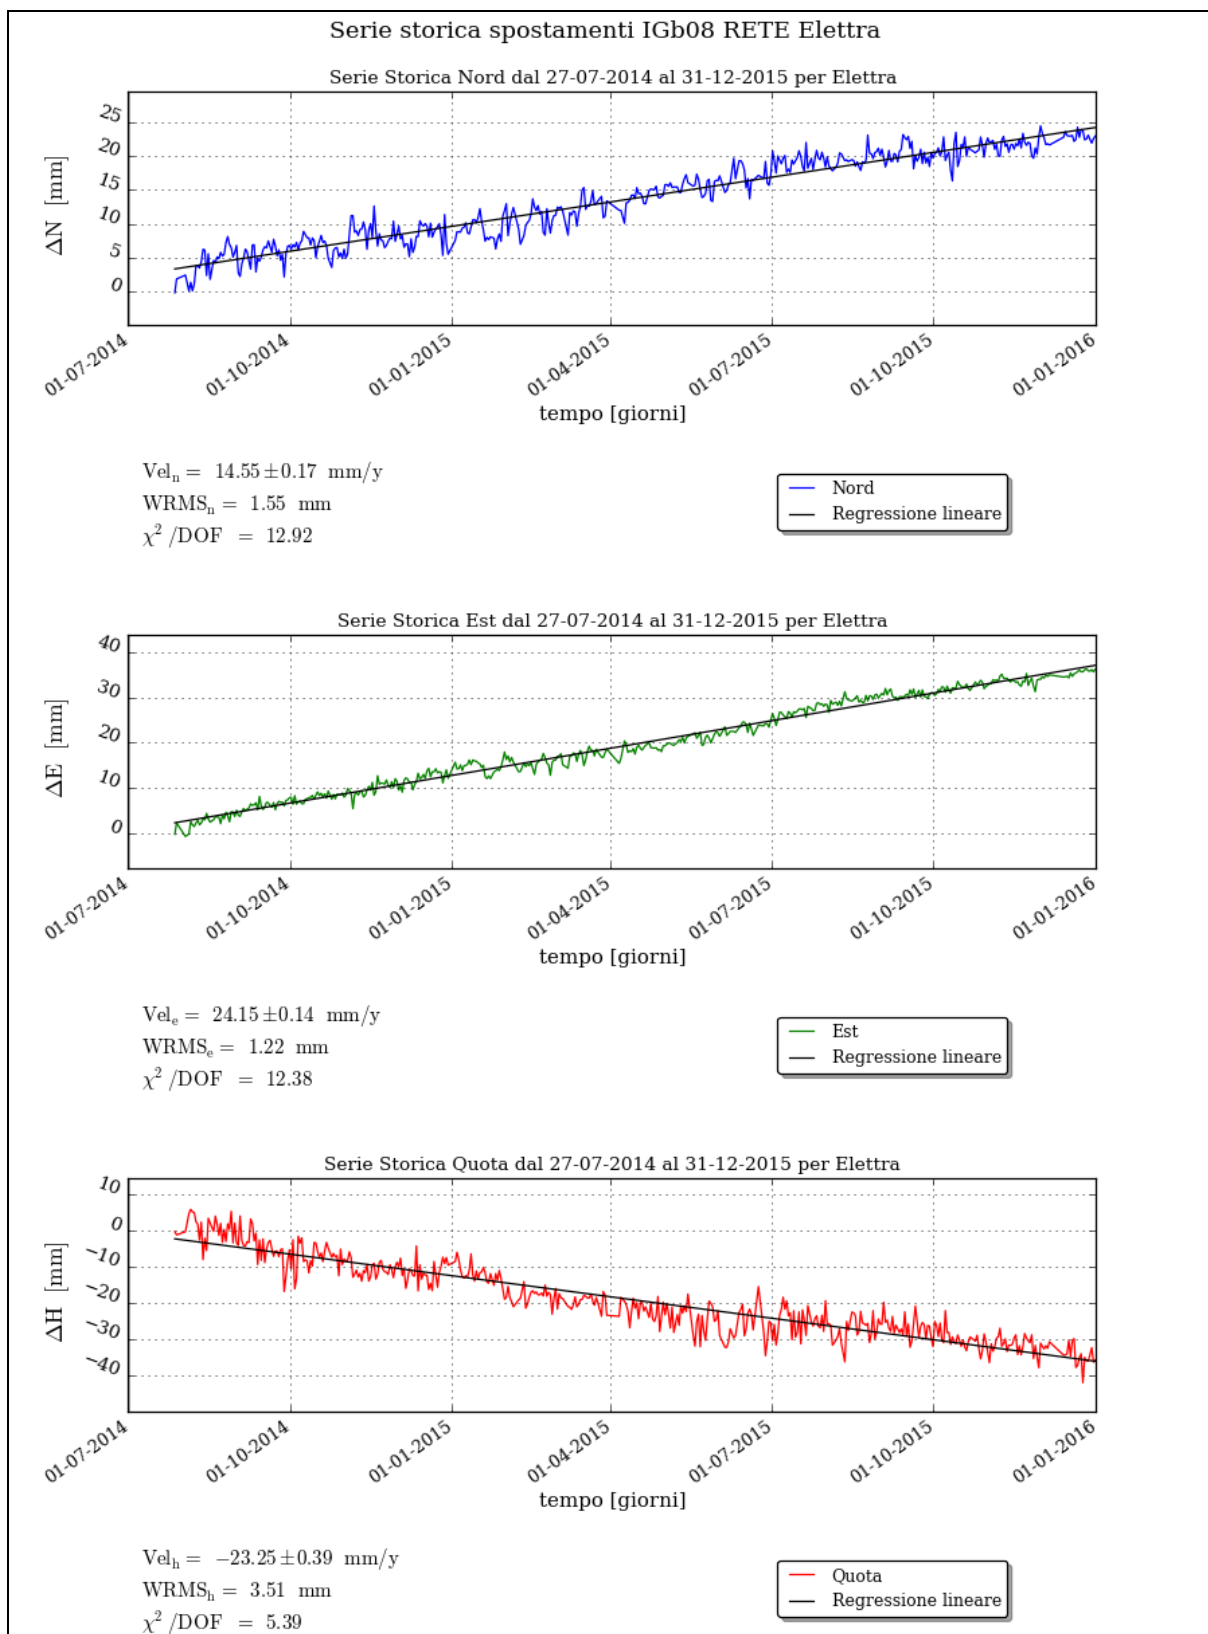 Serie storica spostamenti IGb08 RETE Elettra
Serie Storica Nord dal 27-07-2014 al 31-12-2015 per Elettra
25
20
15
10
5
0
ΔN [mm]
01-07-2014
01-10-2014
01-01-2015
01-04-2015
01-07-2015
01-10-2015
01-01-2016
tempo [giorni]
Velₙ = 14.55±0.17 mm/y
WRMSₙ = 1.55 mm
χ² /DOF = 12.92
Nord
Regressione lineare
Serie Storica Est dal 27-07-2014 al 31-12-2015 per Elettra
40
30
20
10
0
ΔE [mm]
01-07-2014
01-10-2014
01-01-2015
01-04-2015
01-07-2015
01-10-2015
01-01-2016
tempo [giorni]
Velₑ = 24.15±0.14 mm/y
WRMSₑ = 1.22 mm
χ² /DOF = 12.38
Est
Regressione lineare
Serie Storica Quota dal 27-07-2014 al 31-12-2015 per Elettra
10
0
−10
−20
−30
−40
ΔH [mm]
01-07-2014
01-10-2014
01-01-2015
01-04-2015
01-07-2015
01-10-2015
01-01-2016
tempo [giorni]
Velₕ = −23.25±0.39 mm/y
WRMSₕ = 3.51 mm
χ² /DOF = 5.39
Quota
Regressione lineare